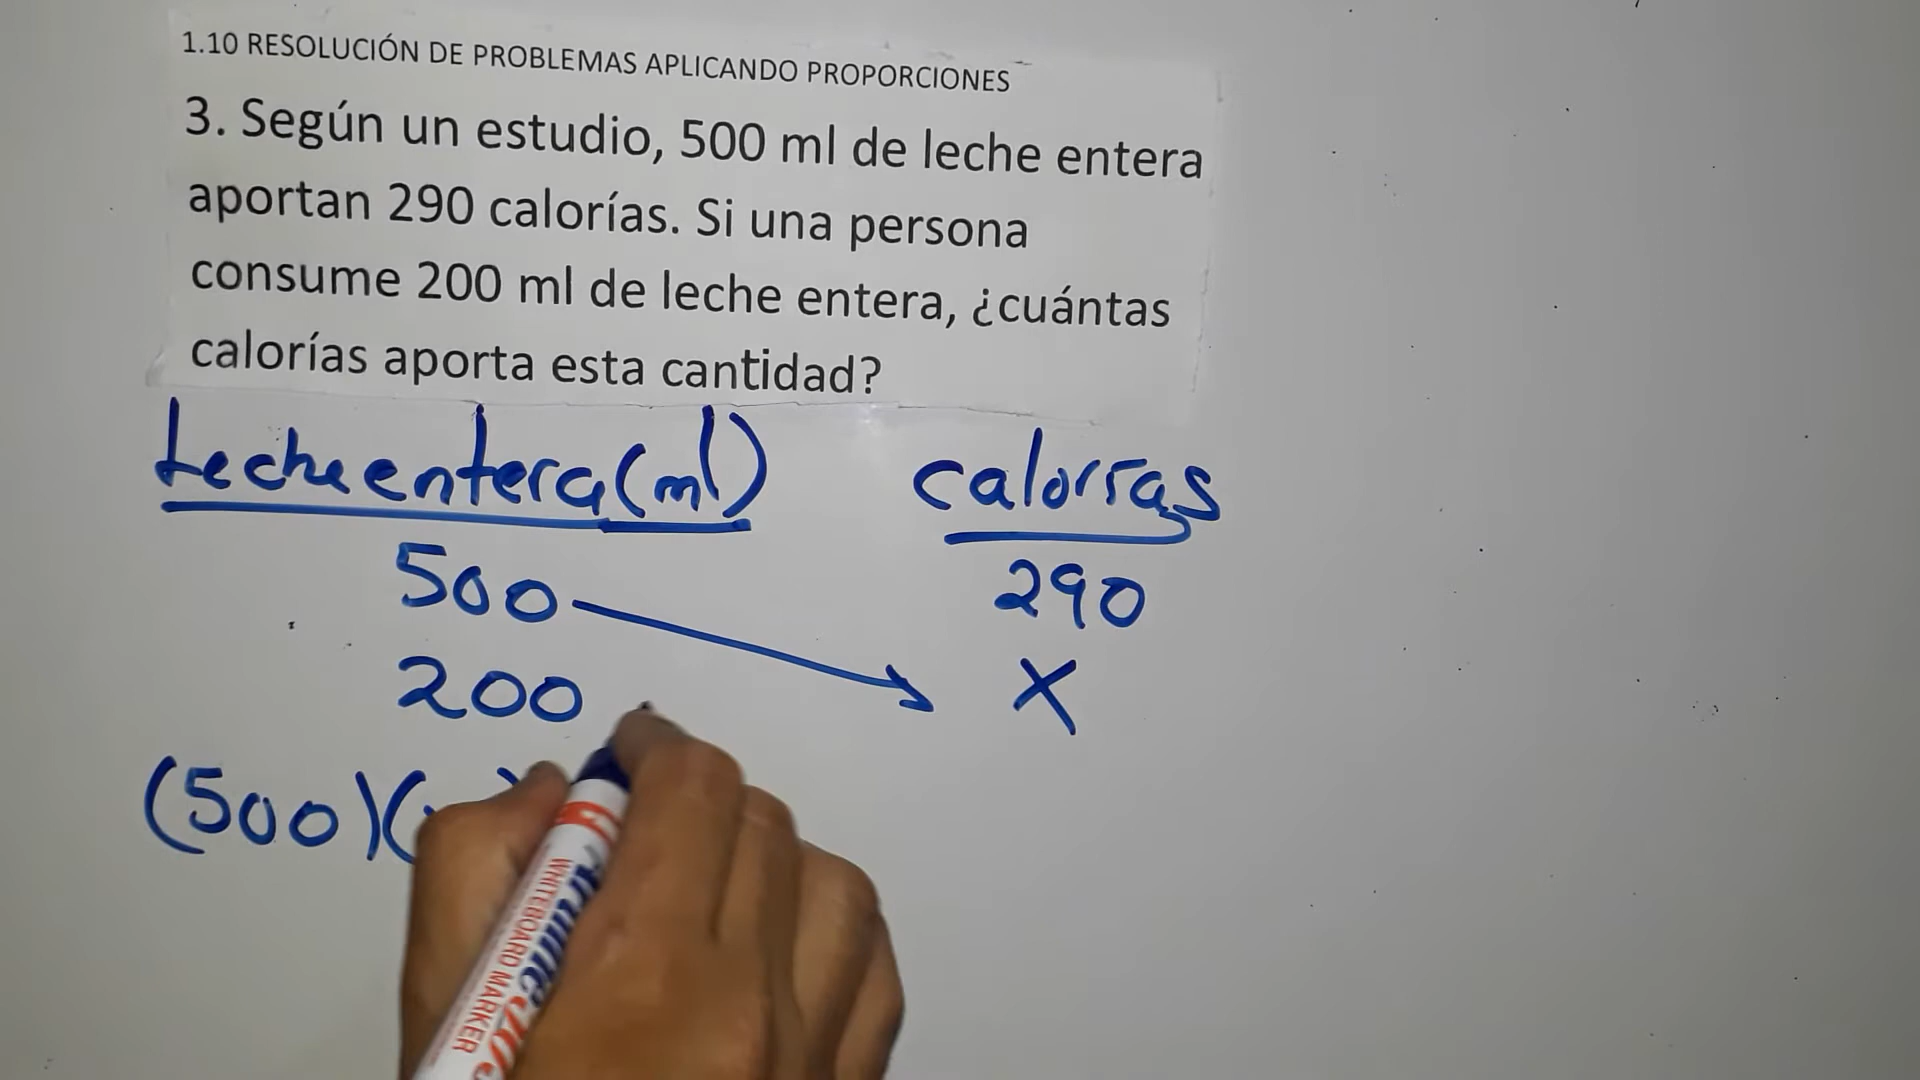 1.10 RESOLUCIÓN DE PROBLEMAS APLICANDO PROPORCIONES
3. Según un estudio, 500 ml de leche entera
aportan 290 calorías. Si una persona
consume 200 ml de leche entera, ¿cuántas
calorías aporta esta cantidad?
Leche entera (ml) calorías
500 290
200 X
(500)(
WHITEBOARD MARKER